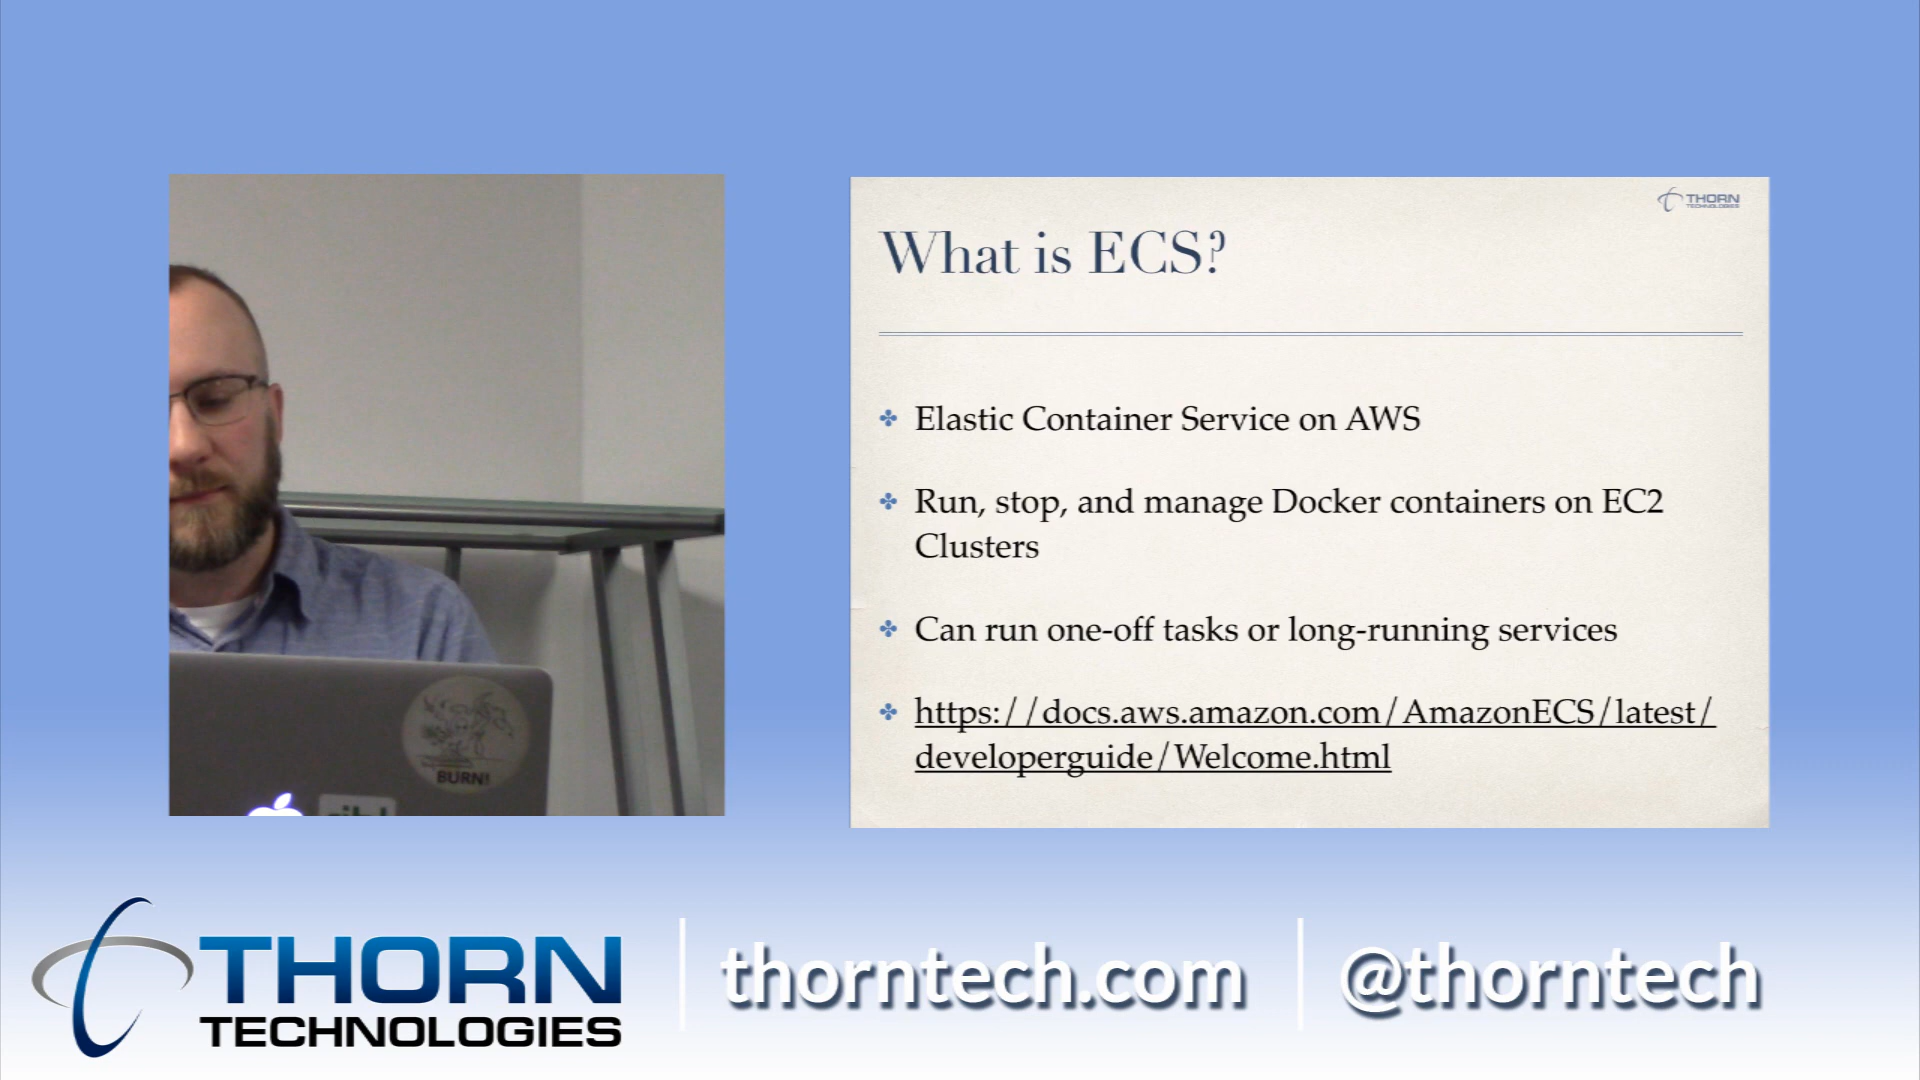 THORN
TECHNOLOGIES
What is ECS?
Elastic Container Service on AWS
Run, stop, and manage Docker containers on EC2
Clusters
Can run one-off tasks or long-running services
https://docs.aws.amazon.com/AmazonECS/latest/
developerguide/Welcome.html
BURN!
THORN
TECHNOLOGIES
thorntech.com
@thorntech